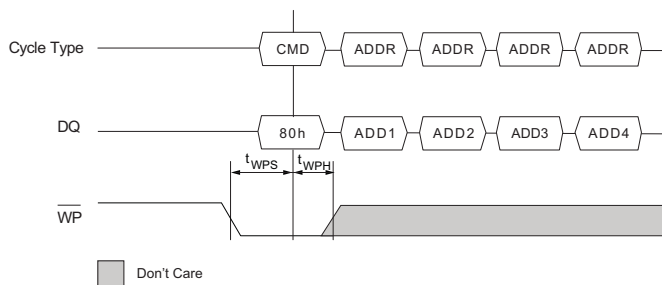 Cycle Type CMD ADDR ADDR ADDR ADDR
DQ 80h ADD1 ADD2 ADD3 ADD4
tWPS tWPH
WP
Don't Care